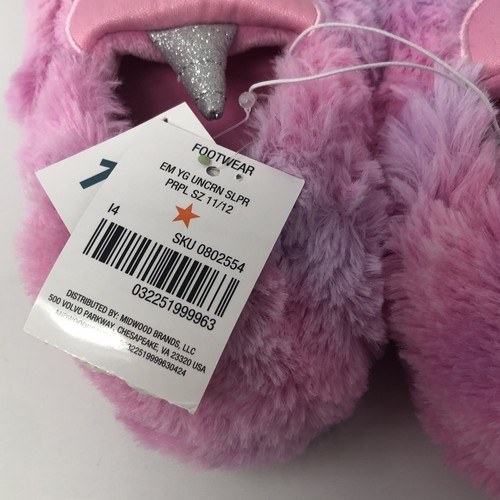 7
FOOTWEAR
EM YG UNCRN SLPR
PRPL SZ 11/12
I4
SKU 0802554
032251999963
DISTRIBUTED BY: MIDWOOD BRANDS, LLC
500 VOLVO PARKWAY, CHESAPEAKE, VA 23320 USA